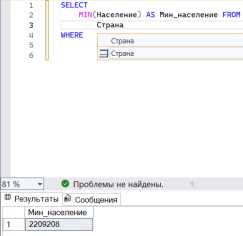 1 SELECT
2 MIN(Население) AS Мин_население FROM
3 Страна
4 WHERE
5
6
Страна
Страна
81 %
Проблемы не найдены.
Результаты Сообщения
Мин_население
1 2209208